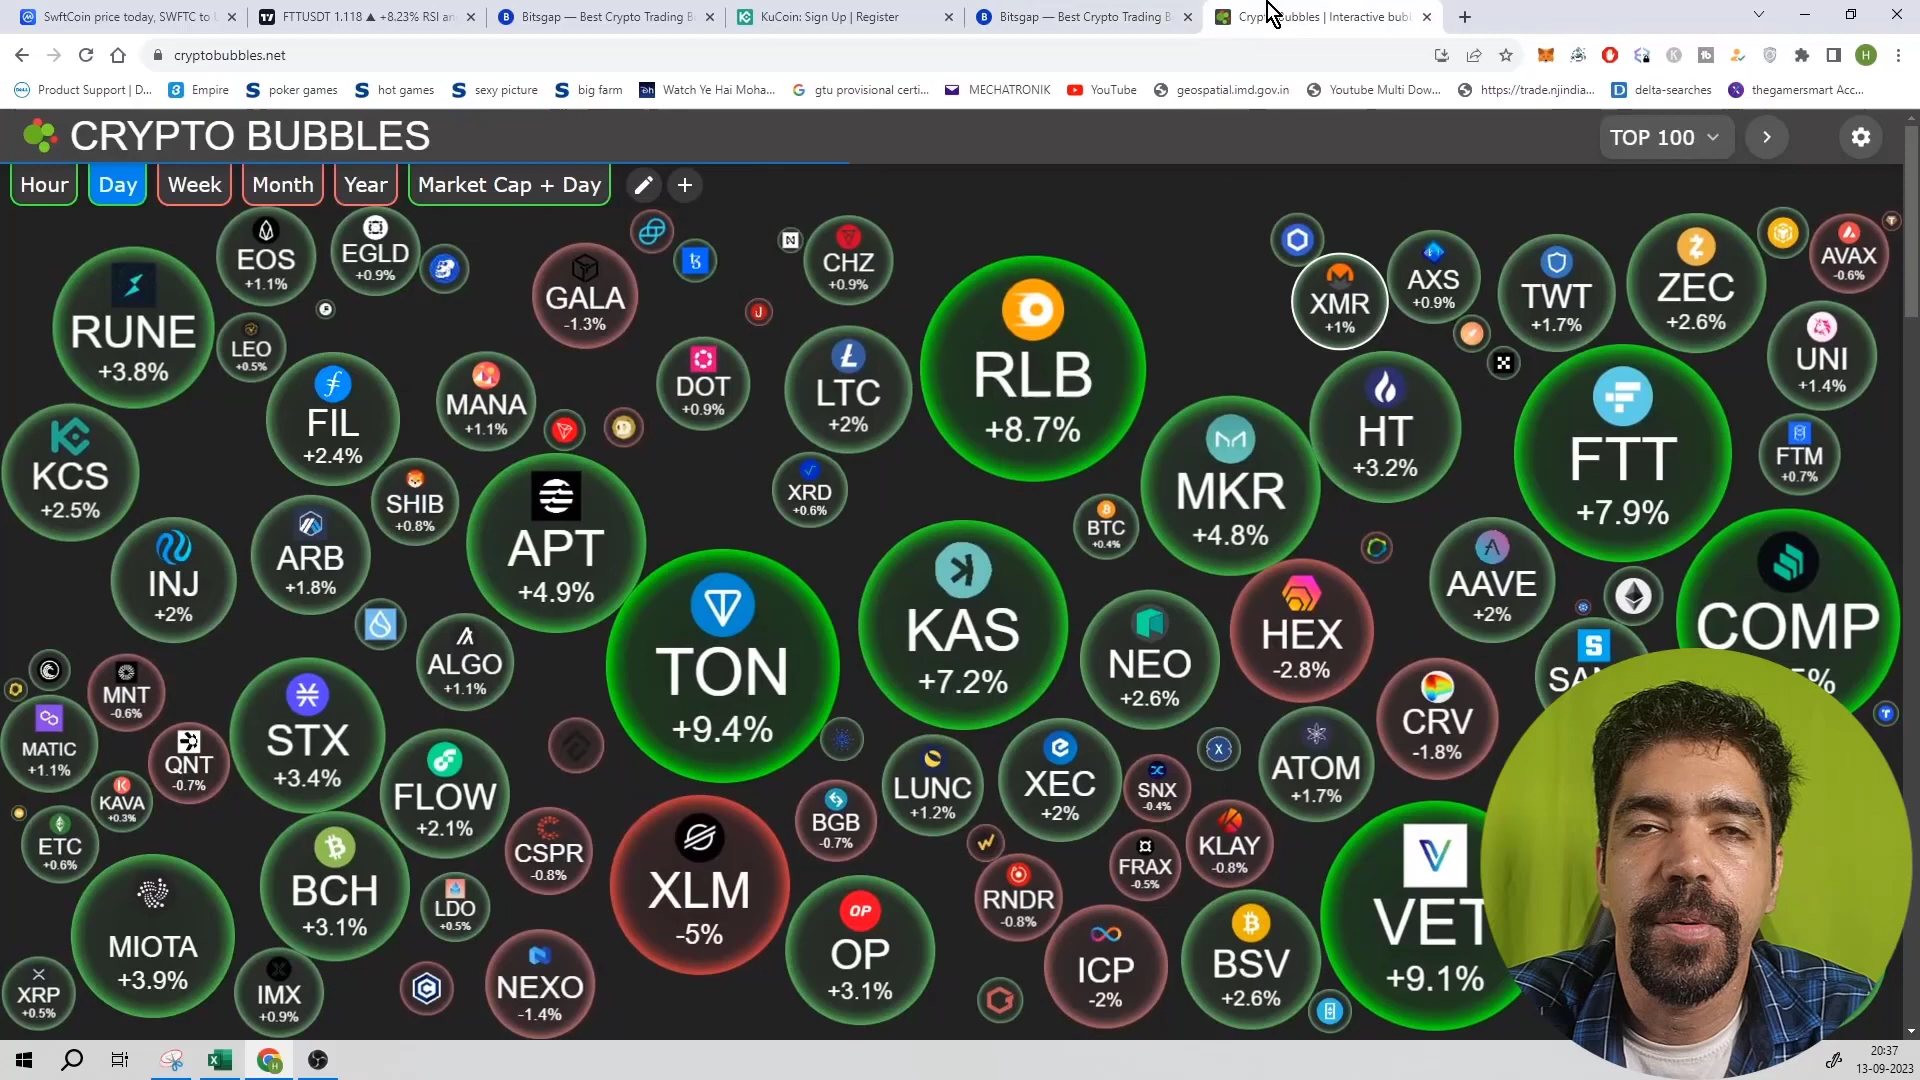 SwftCoin price today, SWFTC to U
FTTUSDT 1.118 ▲ +8.23% RSI an
Bitsgap — Best Crypto Trading B
KuCoin: Sign Up | Register
Bitsgap — Best Crypto Trading B
Bubbles | Interactive bubl
cryptobubbles.net
Product Support | D...
Empire
poker games
hot games
sexy picture
big farm
Watch Ye Hai Moha...
gtu provisional certi...
MECHATRONIK
YouTube
geospatial.imd.gov.in
Youtube Multi Dow...
https://trade.njindia...
delta-searches
thegamersmart Acc...
CRYPTO BUBBLES
TOP 100
Hour
Day
Week
Month
Year
Market Cap + Day
EOS
+1.1%
EGLD
+0.9%
GALA
-1.3%
CHZ
+0.9%
XMR
+1%
AXS
+0.9%
TWT
+1.7%
ZEC
+2.6%
AVAX
-0.6%
RUNE
+3.8%
LEO
+0.5%
FIL
+2.4%
MANA
+1.1%
DOT
+0.9%
LTC
+2%
RLB
+8.7%
HT
+3.2%
FTT
+7.9%
UNI
+1.4%
FTM
+0.7%
KCS
+2.5%
SHIB
+0.8%
XRD
+0.6%
BTC
+0.4%
MKR
+4.8%
INJ
+2%
ARB
+1.8%
APT
+4.9%
TON
+9.4%
KAS
+7.2%
NEO
+2.6%
HEX
-2.8%
AAVE
+2%
COMP
5%
ALGO
+1.1%
MNT
-0.6%
MATIC
+1.1%
QNT
-0.7%
STX
+3.4%
CRV
-1.8%
KAVA
+0.3%
FLOW
+2.1%
LUNC
+1.2%
XEC
+2%
SNX
-0.4%
ATOM
+1.7%
ETC
+0.6%
BCH
+3.1%
CSPR
-0.8%
BGB
-0.7%
FRAX
-0.5%
KLAY
-0.8%
MIOTA
+3.9%
LDO
+0.5%
XLM
-5%
OP
OP
+3.1%
RNDR
-0.8%
ICP
-2%
BSV
+2.6%
VET
+9.1%
XRP
+0.5%
IMX
+0.9%
NEXO
-1.4%
20:37
13-09-2023